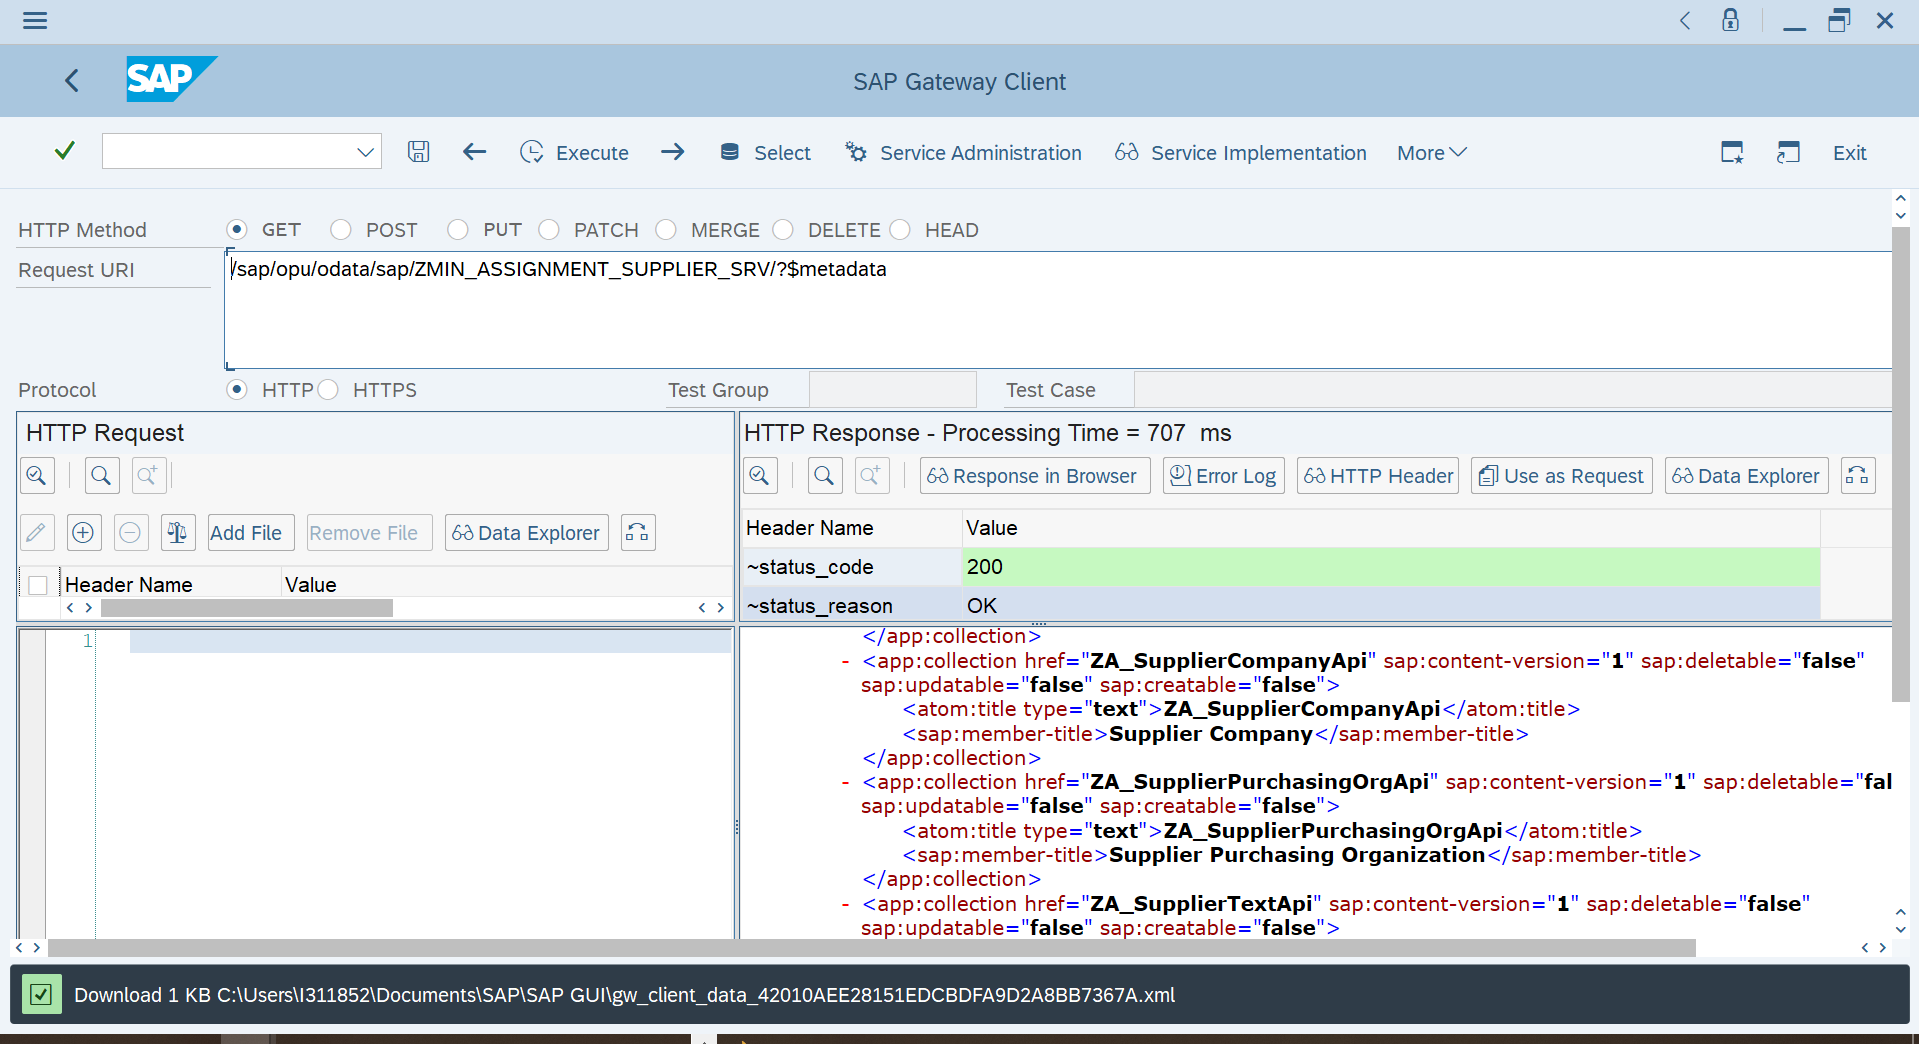 SAP
SAP Gateway Client
Execute Select Service Administration Service Implementation More Exit
HTTP Method GET POST PUT PATCH MERGE DELETE HEAD
Request URI /sap/opu/odata/sap/ZMIN_ASSIGNMENT_SUPPLIER_SRV/?$metadata
Protocol HTTP HTTPS Test Group Test Case
HTTP Request
HTTP Response - Processing Time = 707 ms
Response in Browser Error Log HTTP Header Use as Request Data Explorer
Add File Remove File Data Explorer
Header Name Value
Header Name Value
~status_code 200
~status_reason OK
1
</app:collection>
- <app:collection href="ZA_SupplierCompanyApi" sap:content-version="1" sap:deletable="false"
sap:updatable="false" sap:creatable="false">
<atom:title type="text">ZA_SupplierCompanyApi</atom:title>
<sap:member-title>Supplier Company</sap:member-title>
</app:collection>
- <app:collection href="ZA_SupplierPurchasingOrgApi" sap:content-version="1" sap:deletable="fal
sap:updatable="false" sap:creatable="false">
<atom:title type="text">ZA_SupplierPurchasingOrgApi</atom:title>
<sap:member-title>Supplier Purchasing Organization</sap:member-title>
</app:collection>
- <app:collection href="ZA_SupplierTextApi" sap:content-version="1" sap:deletable="false"
sap:updatable="false" sap:creatable="false">
Download 1 KB C:\Users\I311852\Documents\SAP\SAP GUI\gw_client_data_42010AEE28151EDCBDFA9D2A8BB7367A.xml